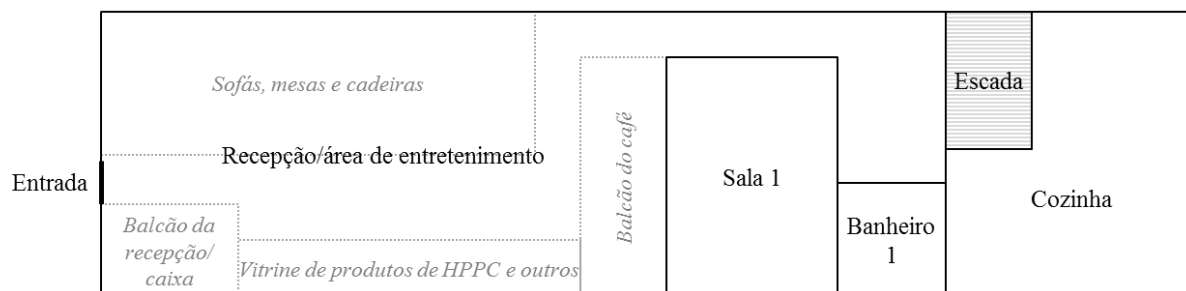 Sofás, mesas e cadeiras
Escada
Recepção/área de entretenimento
Entrada
Balcão do café
Sala 1
Cozinha
Balcão da
recepção/
caixa
Vitrine de produtos de HPPC e outros
Banheiro
1